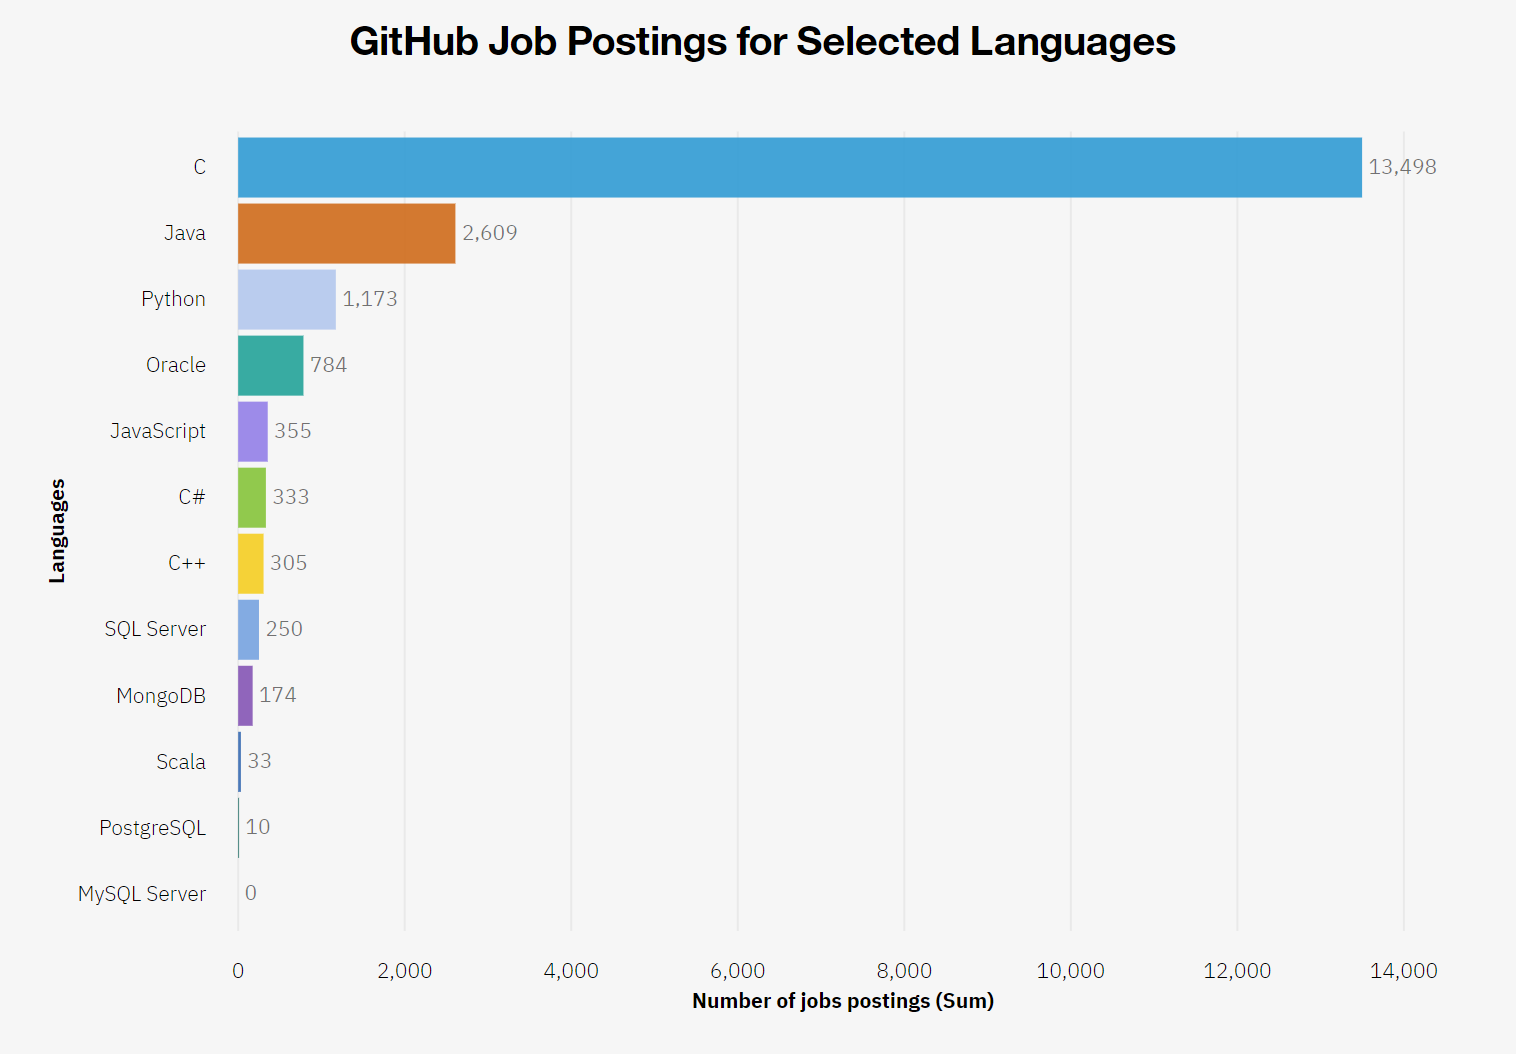 GitHub Job Postings for Selected Languages
C 13,498
Java 2,609
Python 1,173
Oracle 784
JavaScript 355
C# 333
C++ 305
SQL Server 250
MongoDB 174
Scala 33
PostgreSQL 10
MySQL Server 0
Languages
0 2,000 4,000 6,000 8,000 10,000 12,000 14,000
Number of jobs postings (Sum)